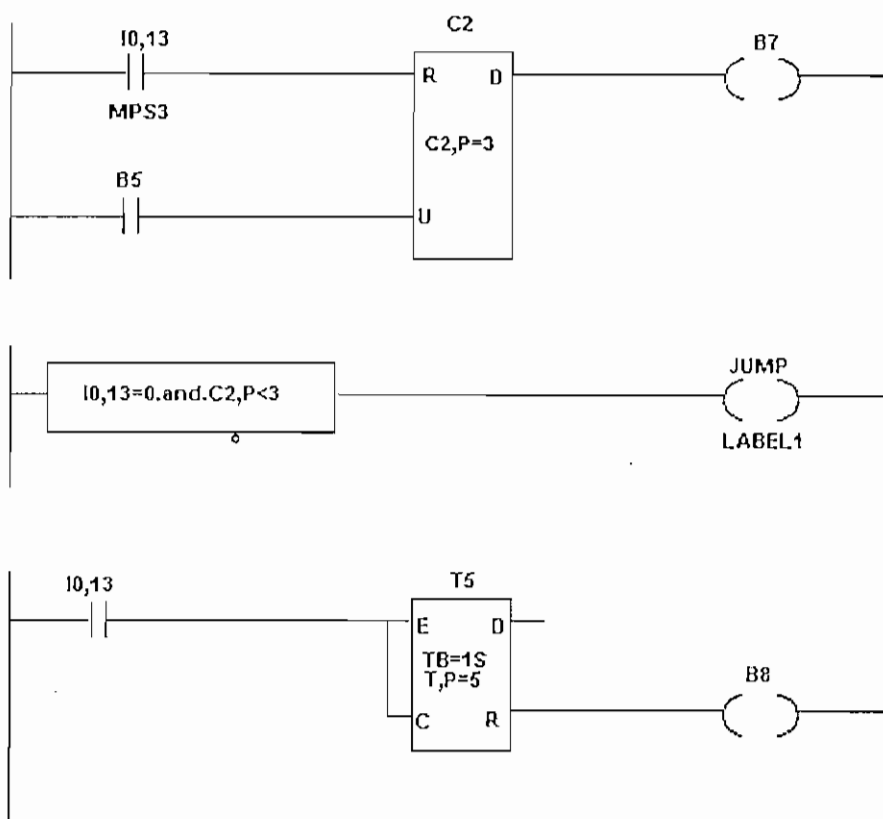 C2
I0,13
B7
R D
MPS3
C2,P=3
B5
U
I0,13=0.and.C2,P<3
JUMP
LABEL1
I0,13
T5
E D
TB=1S
T,P=5
B8
C R